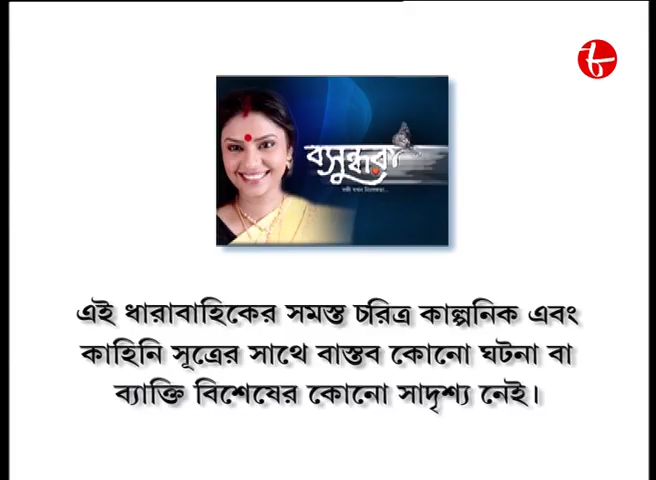 বসুন্ধরা
এই ধারাবাহিকের সমস্ত চরিত্র কাল্পনিক এবং
কাহিনি সূত্রের সাথে বাস্তব কোনো ঘটনা বা
ব্যাক্তি বিশেষের কোনো সাদৃশ্য নেই।